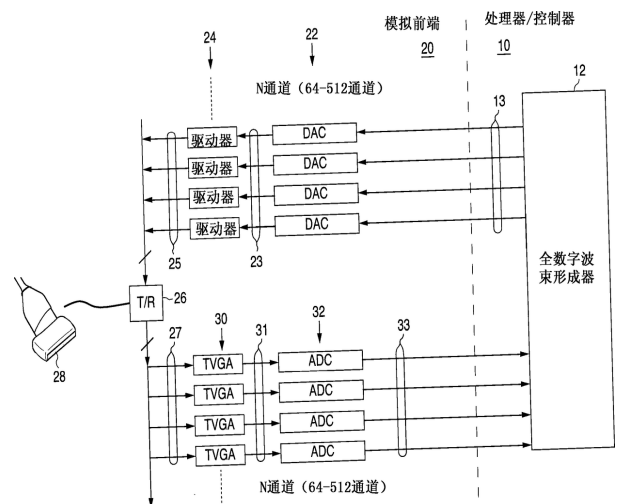 模拟前端
处理器/控制器
24
22
20
10
12
N通道（64-512通道）
13
驱动器
DAC
驱动器
DAC
驱动器
DAC
驱动器
DAC
25
23
全数字波
束形成器
T/R
26
28
27
30
31
32
33
TVGA
ADC
TVGA
ADC
TVGA
ADC
TVGA
ADC
N通道（64-512通道）